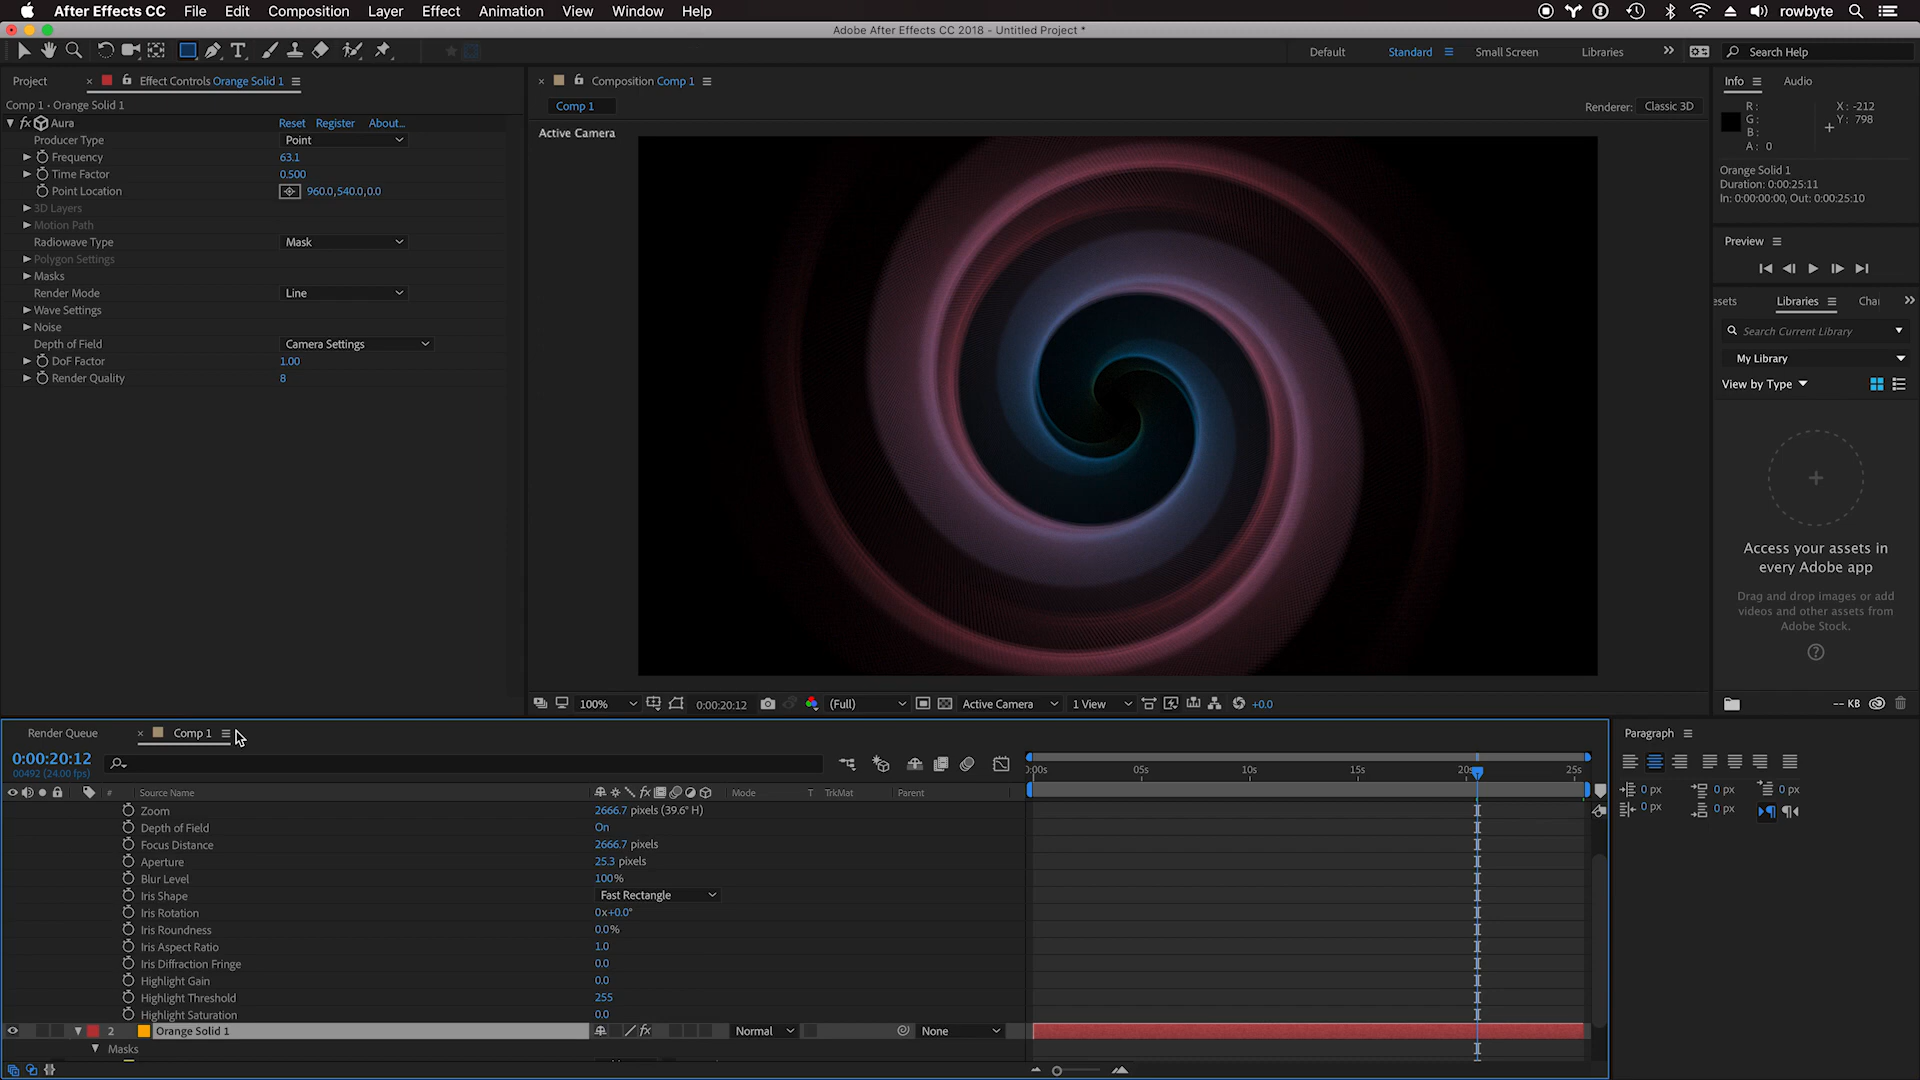 After Effects CC File Edit Composition Layer Effect Animation View Window Help rowbyte
Adobe After Effects CC 2018 - Untitled Project *
Default Standard Small Screen Libraries Search Help
Project Effect Controls Orange Solid 1 Composition Comp 1 Info Audio
Comp 1 • Orange Solid 1 Comp 1 Renderer: Classic 3D
R: X: -212
G: Y: 798
B:
A: 0
fx Aura Reset Register About...
Active Camera
Producer Type Point
Frequency 63.1
Time Factor 0.500
Point Location 960.0,540.0,0.0
3D Layers
Motion Path
Radiowave Type Mask
Polygon Settings
Masks
Render Mode Line
Wave Settings
Noise
Depth of Field Camera Settings
DoF Factor 1.00
Render Quality 8
Orange Solid 1
Duration: 0:00:25:11
In: 0:00:00:00, Out: 0:00:25:10
Preview
esets Libraries Cha
Search Current Library
My Library
View by Type
Access your assets in
every Adobe app
Drag and drop images or add
videos and other assets from
Adobe Stock.
?
-- KB
100% 0:00:20:12 (Full) Active Camera 1 View +0.0
Render Queue Comp 1 Paragraph
0:00:20:12
00492 (24.00 fps)
):00s 05s 10s 15s 20s 25s
# Source Name fx Mode T TrkMat Parent
0 px 0 px 0 px
0 px 0 px
Zoom 2666.7 pixels (39.6° H)
Depth of Field On
Focus Distance 2666.7 pixels
Aperture 25.3 pixels
Blur Level 100%
Iris Shape Fast Rectangle
Iris Rotation 0x+0.0°
Iris Roundness 0.0%
Iris Aspect Ratio 1.0
Iris Diffraction Fringe 0.0
Highlight Gain 0.0
Highlight Threshold 255
Highlight Saturation 0.0
2 Orange Solid 1 fx Normal None
Masks